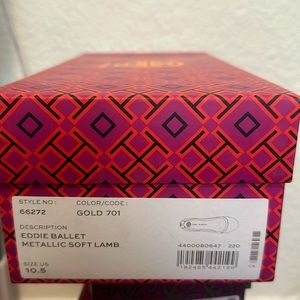 STYLE NO:
COLOR/CODE:
66272
GOLD 701
DESCRIPTION
EDDIE BALLET
METALLIC SOFT LAMB
SIZE:US
10.5